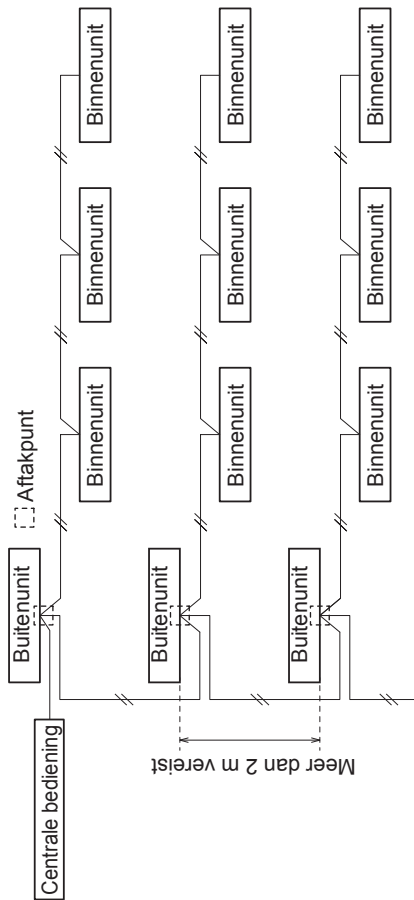 Centrale bediening
Aftakpunt
Buitenunit
Binnenunit
Binnenunit
Binnenunit
Buitenunit
Binnenunit
Binnenunit
Binnenunit
Buitenunit
Binnenunit
Binnenunit
Binnenunit
Meer dan 2 m vereist